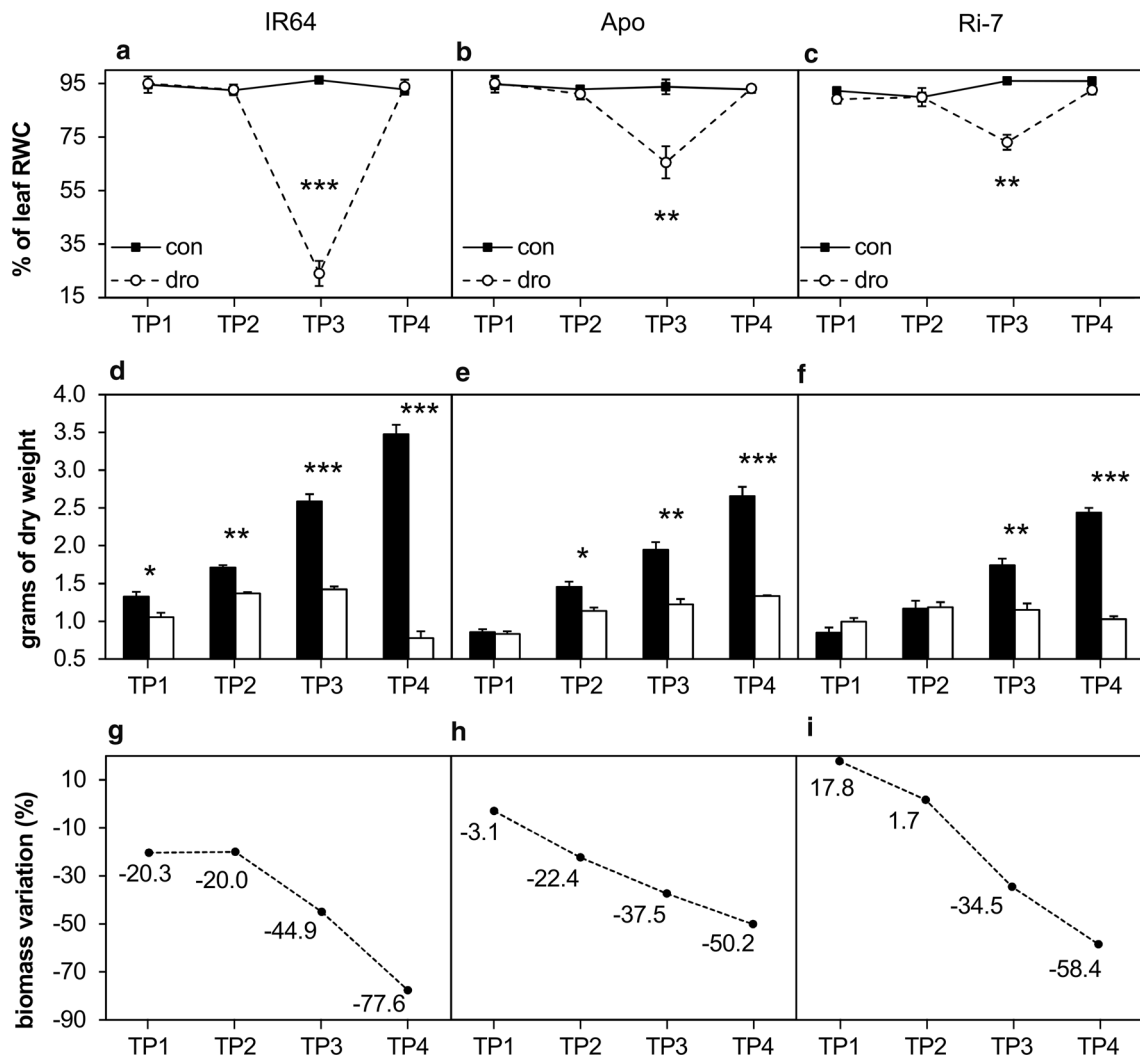 IR64 Apo Ri-7
a b c
% of leaf RWC
95
75
55
35
15
*** ** **
con con con
dro dro dro
TP1 TP2 TP3 TP4 TP1 TP2 TP3 TP4 TP1 TP2 TP3 TP4
d e f
grams of dry weight
4.0
3.5
3.0
2.5
2.0
1.5
1.0
0.5
* ** *** *** * ** *** ** ***
TP1 TP2 TP3 TP4 TP1 TP2 TP3 TP4 TP1 TP2 TP3 TP4
g h i
biomass variation (%)
10
-10
-30
-50
-70
-90
-20.3 -20.0 -44.9 -77.6
-3.1 -22.4 -37.5 -50.2
17.8 1.7 -34.5 -58.4
TP1 TP2 TP3 TP4 TP1 TP2 TP3 TP4 TP1 TP2 TP3 TP4